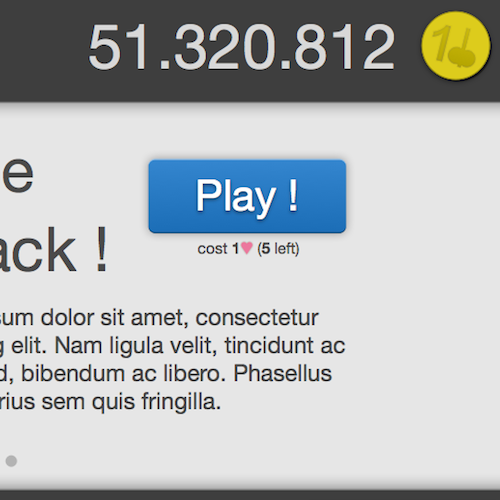 51.320.812
e
Play !
ack !
cost 1♥ (5 left)
sum dolor sit amet, consectetur
g elit. Nam ligula velit, tincidunt ac
d, bibendum ac libero. Phasellus
rius sem quis fringilla.